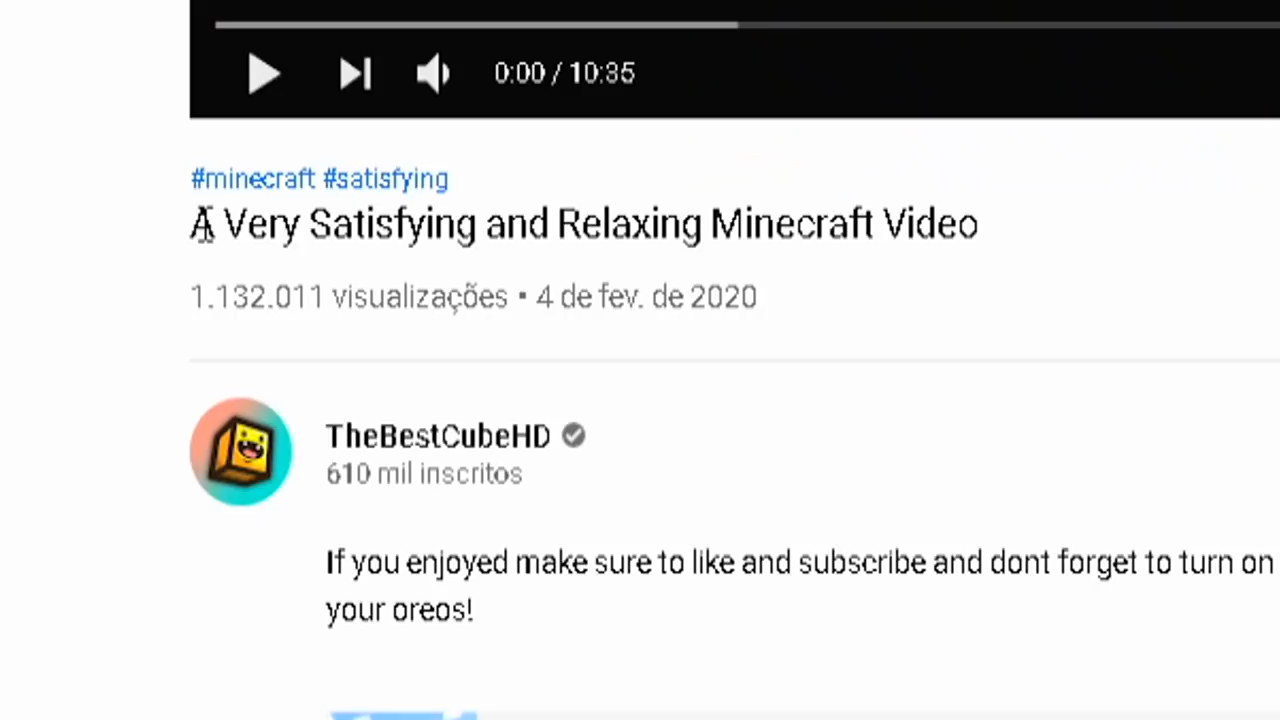 0:00 / 10:35
#minecraft #satisfying
A Very Satisfying and Relaxing Minecraft Video
1.132.011 visualizações • 4 de fev. de 2020
TheBestCubeHD
610 mil inscritos
If you enjoyed make sure to like and subscribe and dont forget to turn on
your oreos!